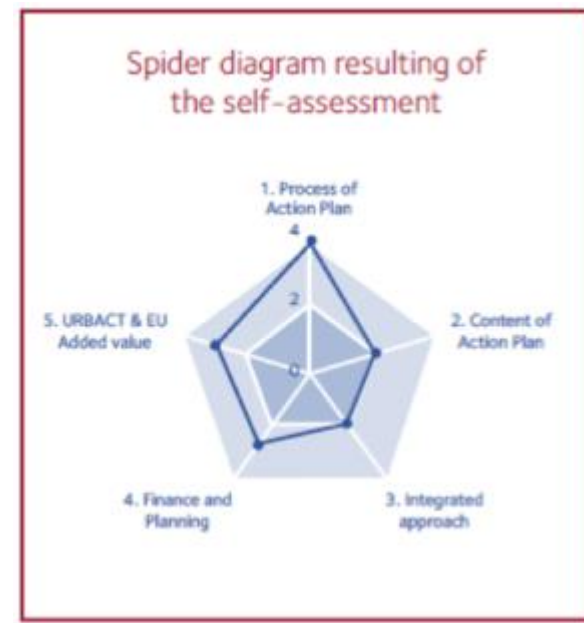 Spider diagram resulting of
the self-assessment
1. Process of
Action Plan
4
5. URBACT & EU
Added value
2
2. Content of
Action Plan
0
4. Finance and
Planning
3. Integrated
approach